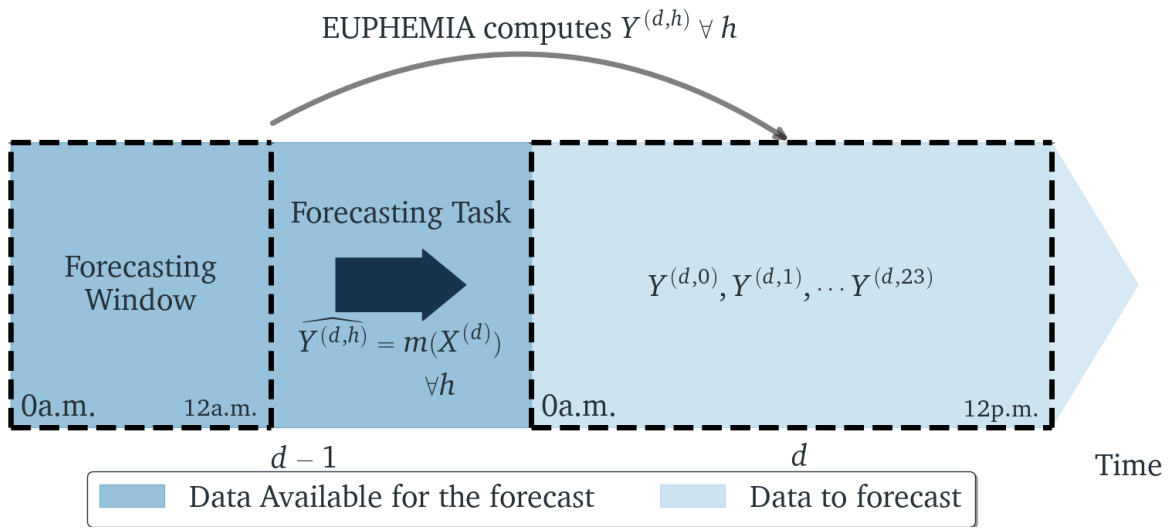 EUPHEMIA computes Y^(d,h) ∀ h
Forecasting Task
Forecasting
Window
Y^(d,h) = m(X^(d))
∀h
Y^(d,0), Y^(d,1), ... Y^(d,23)
0a.m.
12a.m.
0a.m.
12p.m.
d − 1
d
Time
Data Available for the forecast
Data to forecast